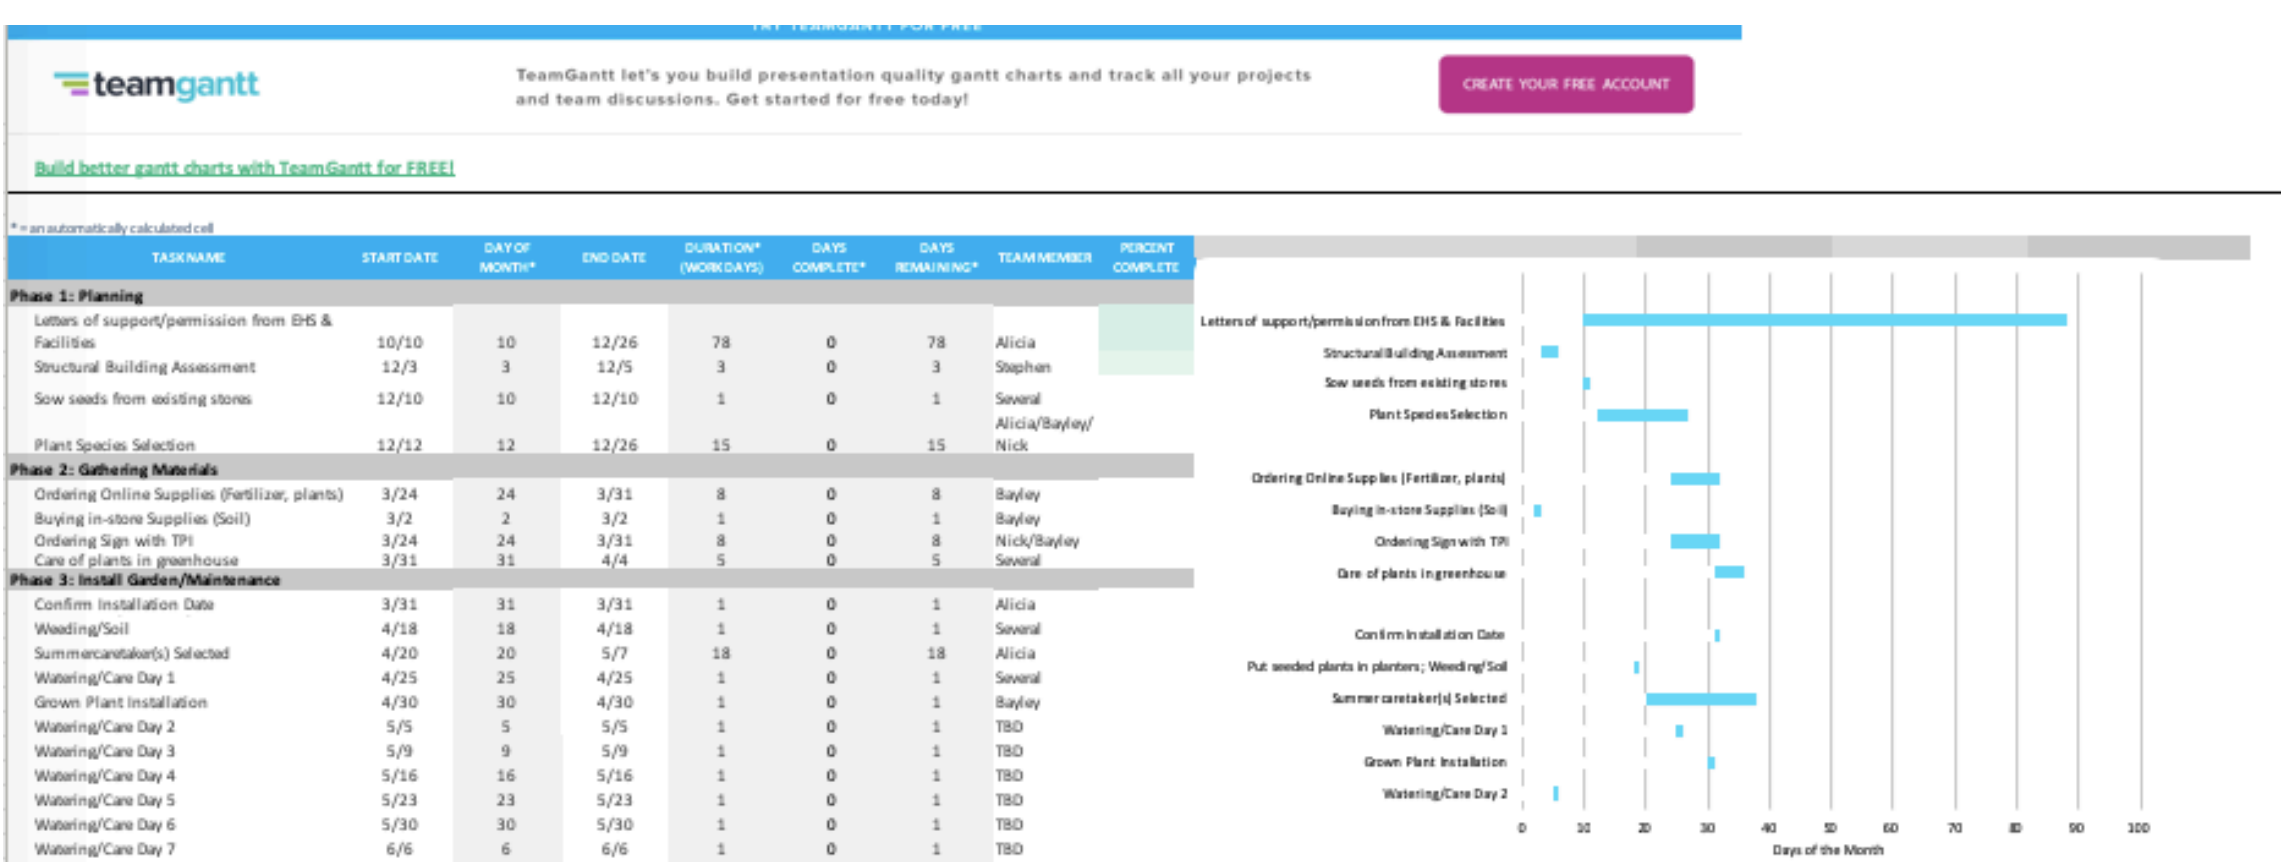 TRY TEAMGANTT FOR FREE
teamgantt
TeamGantt let's you build presentation quality gantt charts and track all your projects
and team discussions. Get started for free today!
CREATE YOUR FREE ACCOUNT
Build better gantt charts with TeamGantt for FREE!
* = an automatically calculated cell
TASK NAME START DATE DAY OF MONTH* END DATE DURATION* (WORK DAYS) DAYS COMPLETE* DAYS REMAINING* TEAM MEMBER PERCENT COMPLETE
Phase 1: Planning
Letters of support/permission from EHS &
Facilities 10/10 10 12/26 78 0 78 Alicia
Structural Building Assessment 12/3 3 12/5 3 0 3 Stephen
Sow seeds from existing stores 12/10 10 12/10 1 0 1 Several
Alicia/Bayley/
Plant Species Selection 12/12 12 12/26 15 0 15 Nick
Phase 2: Gathering Materials
Ordering Online Supplies (Fertilizer, plants) 3/24 24 3/31 8 0 8 Bayley
Buying in-store Supplies (Soil) 3/2 2 3/2 1 0 1 Bayley
Ordering Sign with TPI 3/24 24 3/31 8 0 8 Nick/Bayley
Care of plants in greenhouse 3/31 31 4/4 5 0 5 Several
Phase 3: Install Garden/Maintenance
Confirm Installation Date 3/31 31 3/31 1 0 1 Alicia
Weeding/Soil 4/18 18 4/18 1 0 1 Several
Summercaretaker(s) Selected 4/20 20 5/7 18 0 18 Alicia
Watering/Care Day 1 4/25 25 4/25 1 0 1 Several
Grown Plant Installation 4/30 30 4/30 1 0 1 Bayley
Watering/Care Day 2 5/5 5 5/5 1 0 1 TBD
Watering/Care Day 3 5/9 9 5/9 1 0 1 TBD
Watering/Care Day 4 5/16 16 5/16 1 0 1 TBD
Watering/Care Day 5 5/23 23 5/23 1 0 1 TBD
Watering/Care Day 6 5/30 30 5/30 1 0 1 TBD
Watering/Care Day 7 6/6 6 6/6 1 0 1 TBD
Letters of support/permission from EHS & Facilities
Structural Building Assessment
Sow seeds from existing stores
Plant Species Selection
Ordering Online Supplies (Fertilizer, plants)
Buying in-store Supplies (Soil)
Ordering Sign with TPI
Care of plants in greenhouse
Confirm Installation Date
Put seeded plants in planters; Weeding/Soil
Summer caretaker(s) Selected
Watering/Care Day 1
Grown Plant Installation
Watering/Care Day 2
0 10 20 30 40 50 60 70 80 90 100
Days of the Month